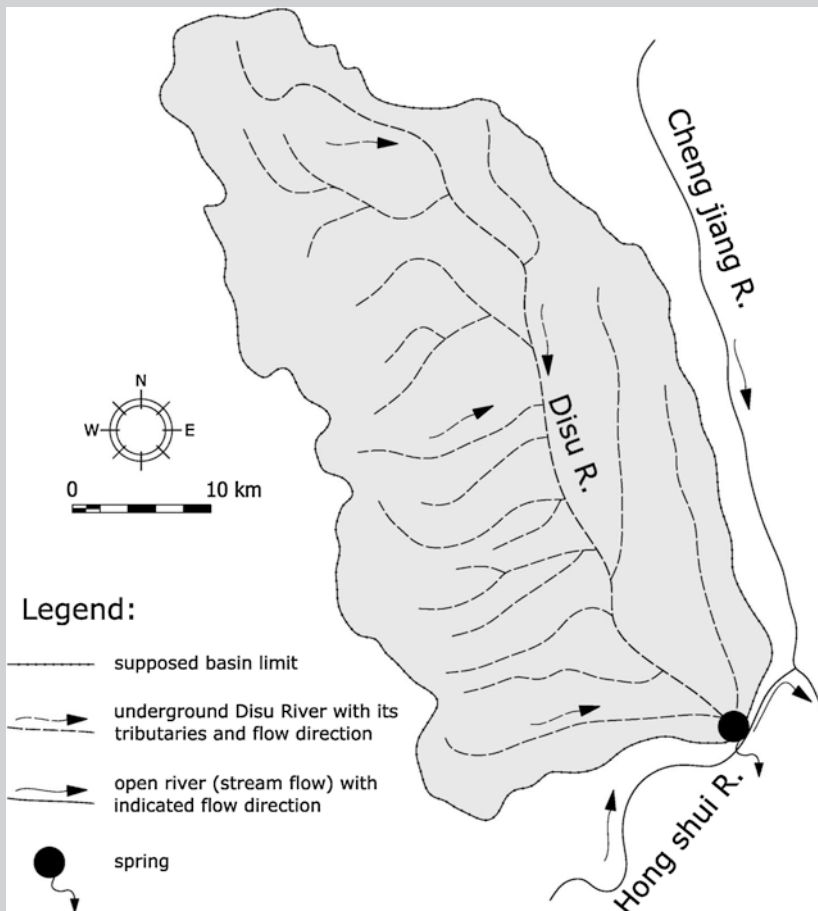 Cheng jiang R.
Disu R.
N
W
E
0 10 km
Legend:
supposed basin limit
underground Disu River with its
tributaries and flow direction
open river (stream flow) with
indicated flow direction
spring
Hong shui R.